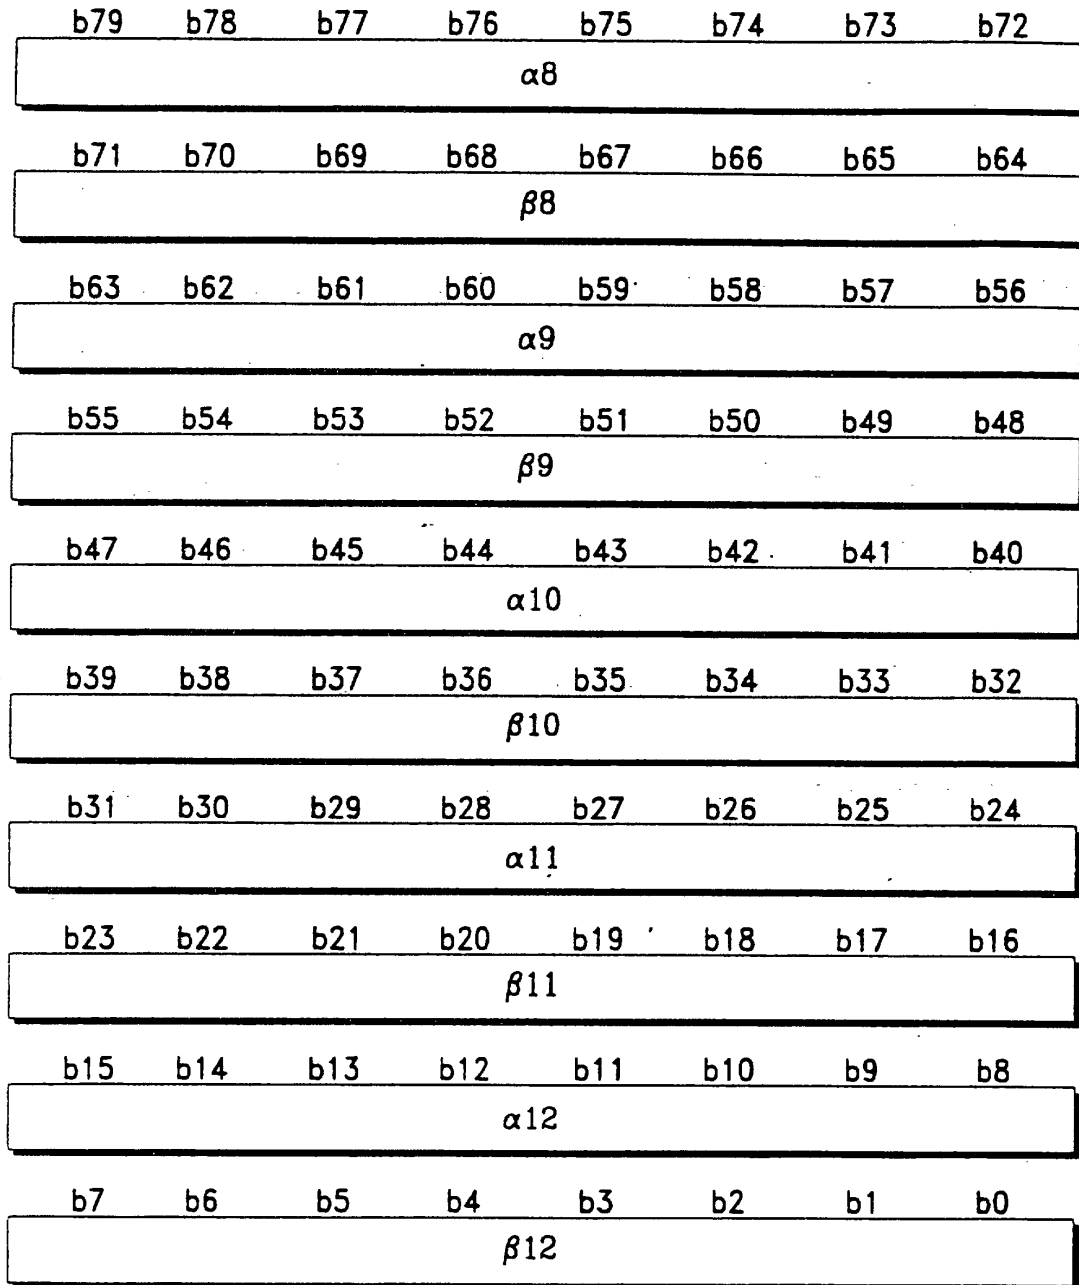 b79 b78 b77 b76 b75 b74 b73 b72
α8
b71 b70 b69 b68 b67 b66 b65 b64
β8
b63 b62 b61 b60 b59 b58 b57 b56
α9
b55 b54 b53 b52 b51 b50 b49 b48
β9
b47 b46 b45 b44 b43 b42 b41 b40
α10
b39 b38 b37 b36 b35 b34 b33 b32
β10
b31 b30 b29 b28 b27 b26 b25 b24
α11
b23 b22 b21 b20 b19 b18 b17 b16
β11
b15 b14 b13 b12 b11 b10 b9 b8
α12
b7 b6 b5 b4 b3 b2 b1 b0
β12